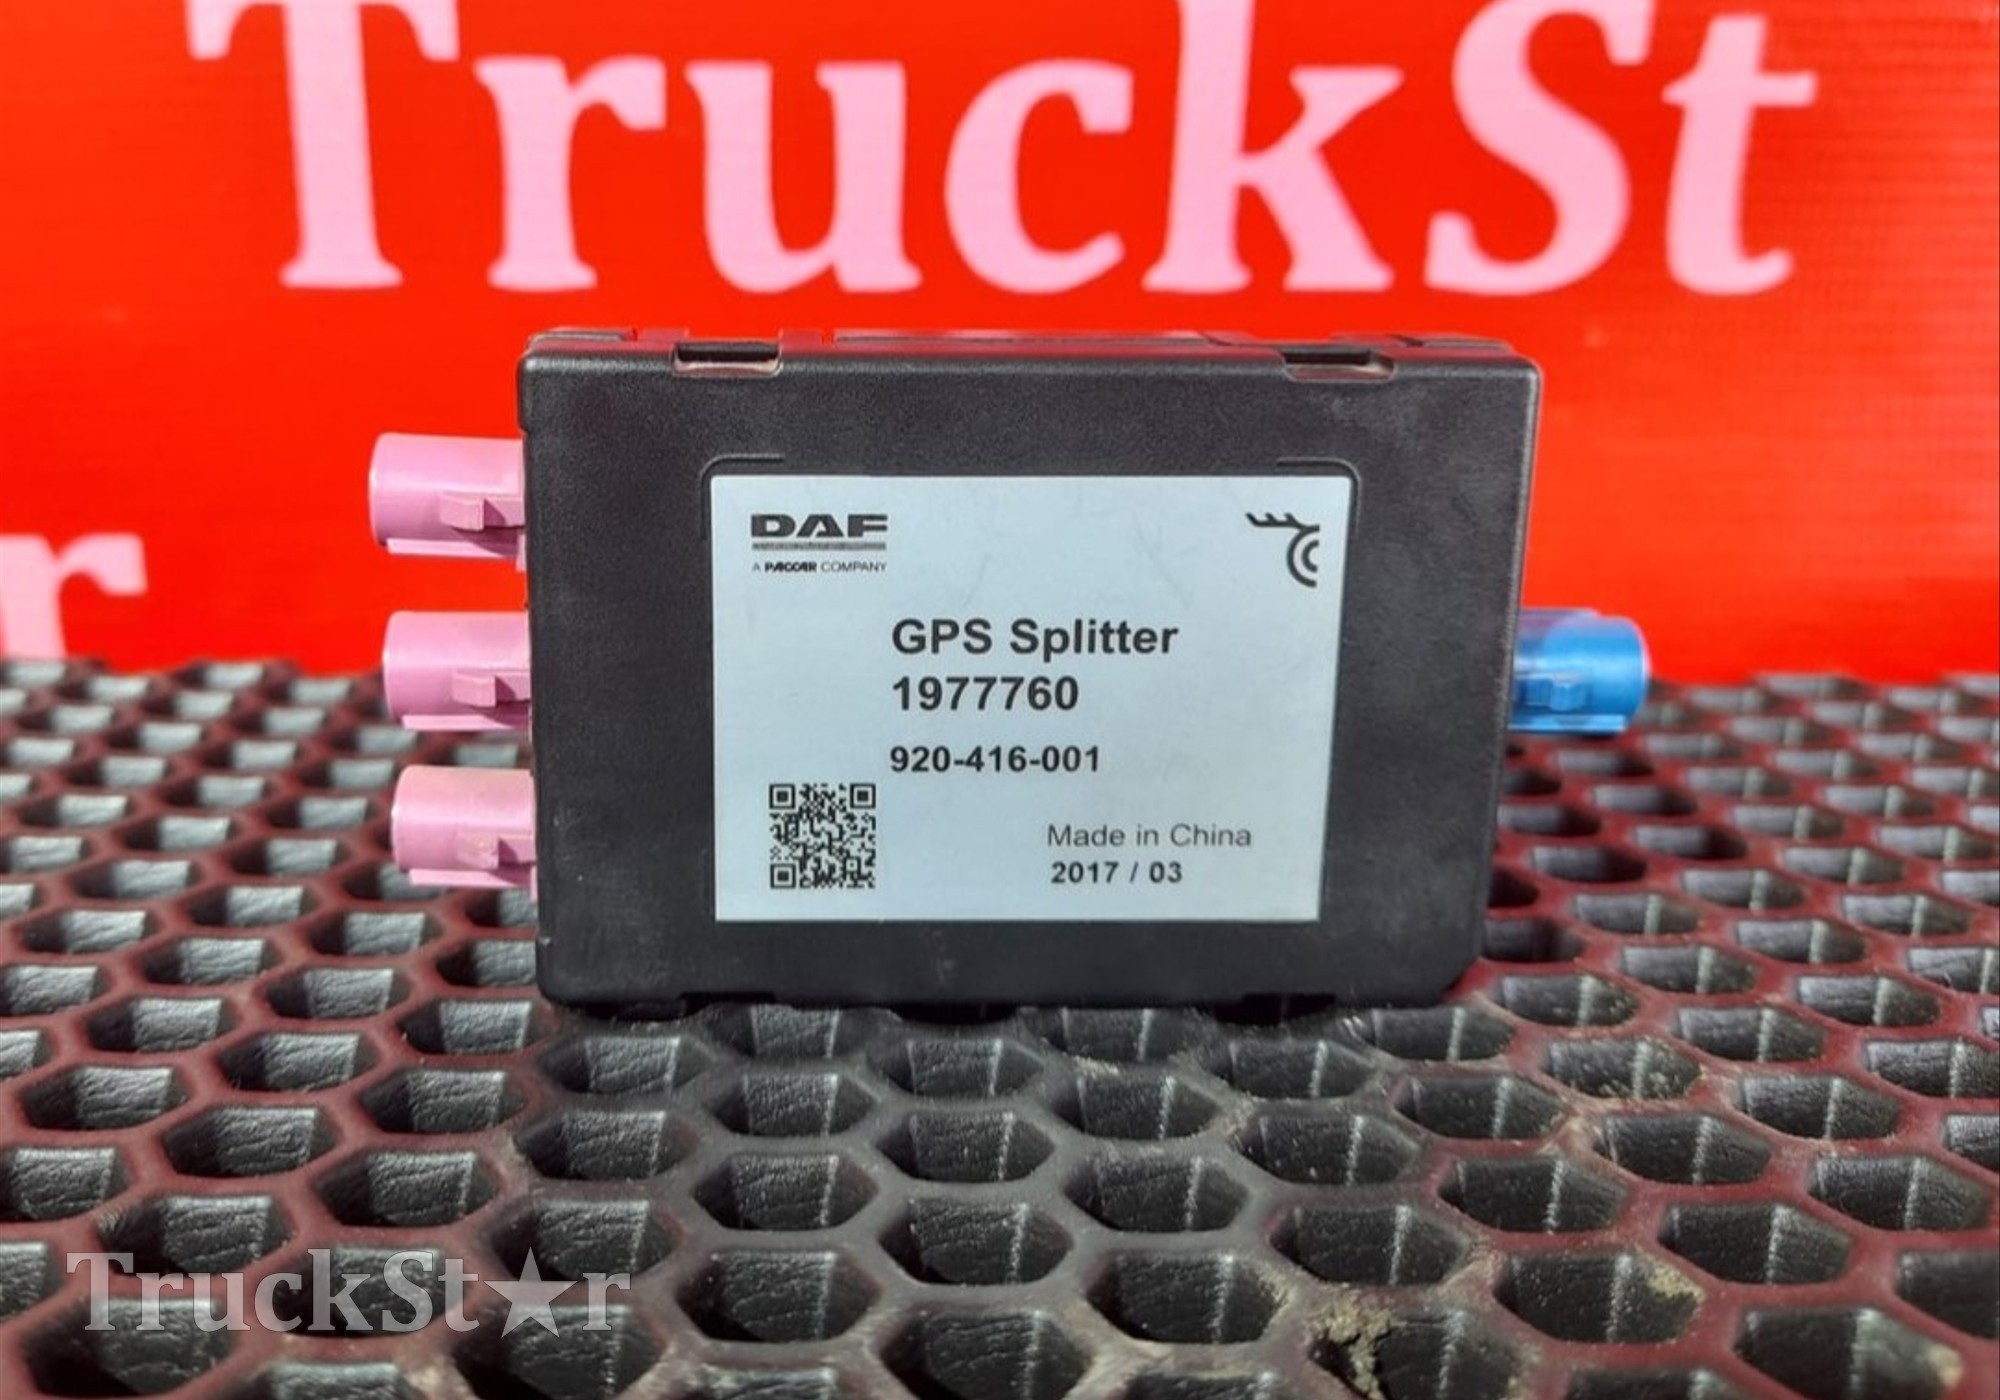 TruckSt
r
DAF
A PACCAR COMPANY
GPS Splitter
1977760
920-416-001
Made in China
2017 / 03
TruckSt★r